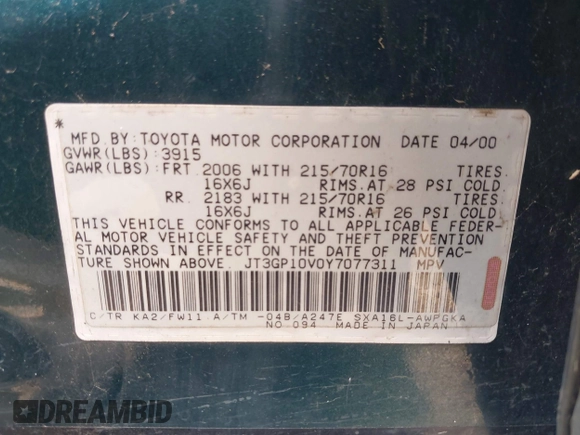 * MFD. BY: TOYOTA MOTOR CORPORATION DATE 04/00
GVWR(LBS):3915
GAWR(LBS):FRT 2006 WITH 215/70R16 TIRES,
16X6J RIMS,AT 28 PSI COLD
RR. 2183 WITH 215/70R16 TIRES,
16X6J RIMS,AT 26 PSI COLD
THIS VEHICLE CONFORMS TO ALL APPLICABLE FEDER-
AL MOTOR VEHICLE SAFETY AND THEFT PREVENTION
STANDARDS IN EFFECT ON THE DATE OF MANUFAC-
TURE SHOWN ABOVE. JT3GP10V0Y7077311 MPV
C/TR KA2/FW11 A/TM -04B/A247E SXA16L-AWPGKA
NO 094 MADE IN JAPAN
DREAMBID